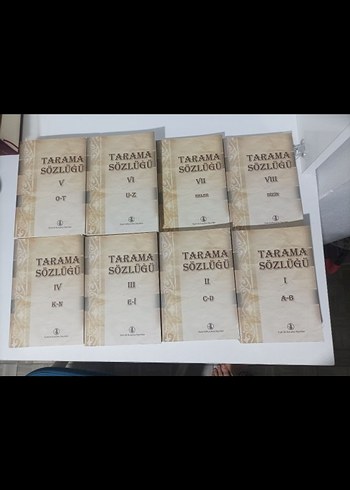 TARAMA
SÖZLÜĞÜ
V
O-T
TARAMA
SÖZLÜĞÜ
VI
U-Z
TARAMA
SÖZLÜĞÜ
VII
TARAMA
SÖZLÜĞÜ
VIII
TARAMA
SÖZLÜĞÜ
IV
K-N
TARAMA
SÖZLÜĞÜ
III
E-İ
TARAMA
SÖZLÜĞÜ
II
C-D
TARAMA
SÖZLÜĞÜ
I
A-B